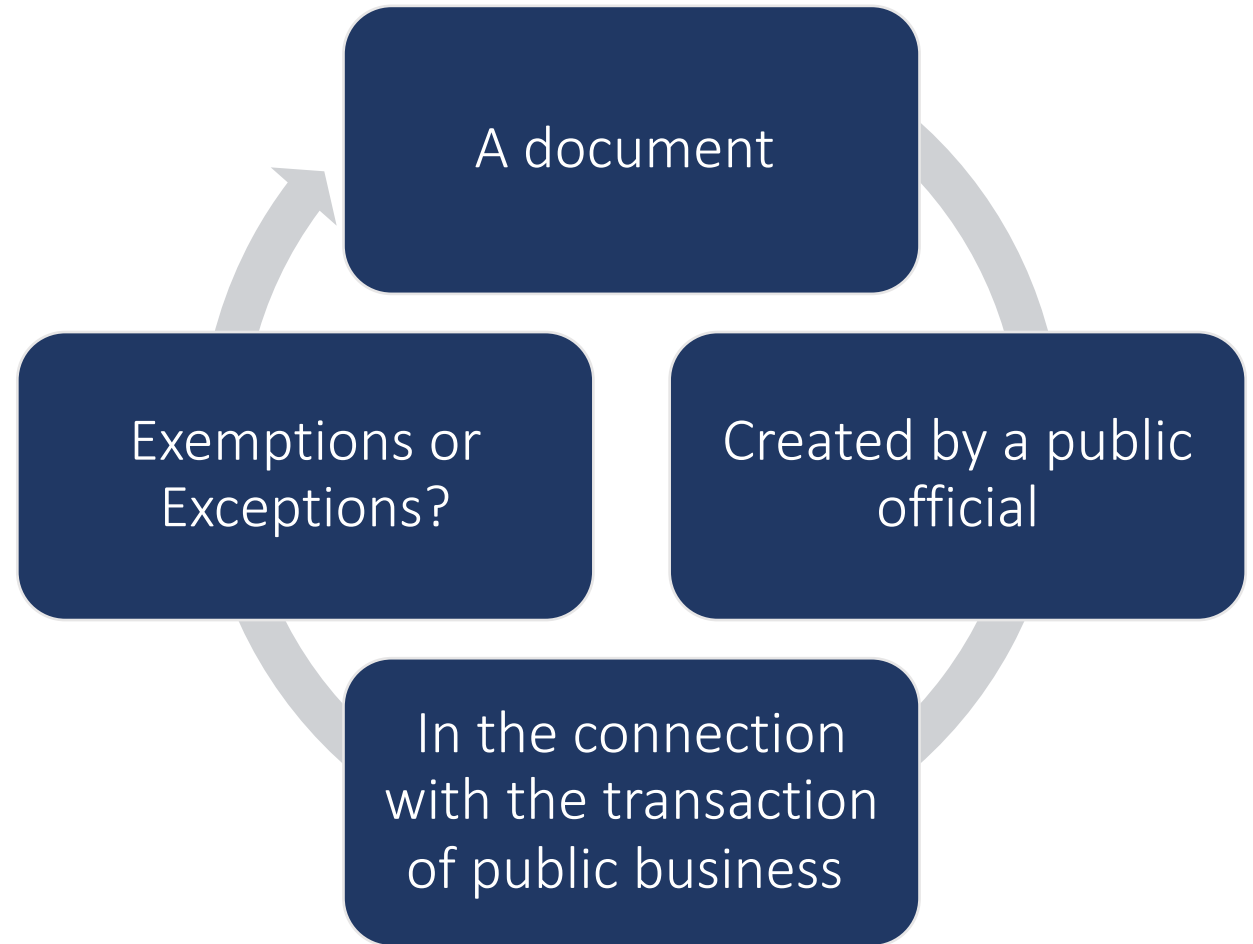 A document
Created by a public
official
In the connection
with the transaction
of public business
Exemptions or
Exceptions?